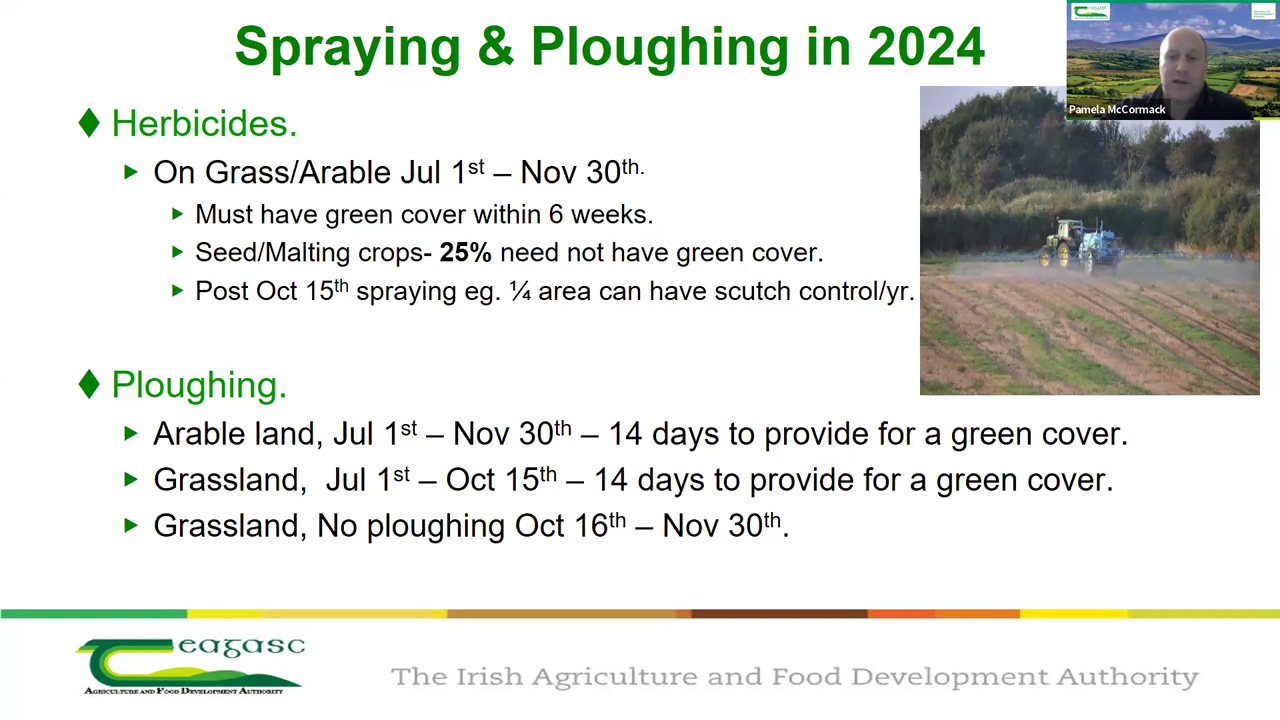 Spraying & Ploughing in 2024
Pamela McCormack
Herbicides.
On Grass/Arable Jul 1st – Nov 30th.
Must have green cover within 6 weeks.
Seed/Malting crops- 25% need not have green cover.
Post Oct 15th spraying eg. ¼ area can have scutch control/yr.
Ploughing.
Arable land, Jul 1st – Nov 30th – 14 days to provide for a green cover.
Grassland, Jul 1st – Oct 15th – 14 days to provide for a green cover.
Grassland, No ploughing Oct 16th – Nov 30th.
Teagasc
Agriculture and Food Development Authority
The Irish Agriculture and Food Development Authority